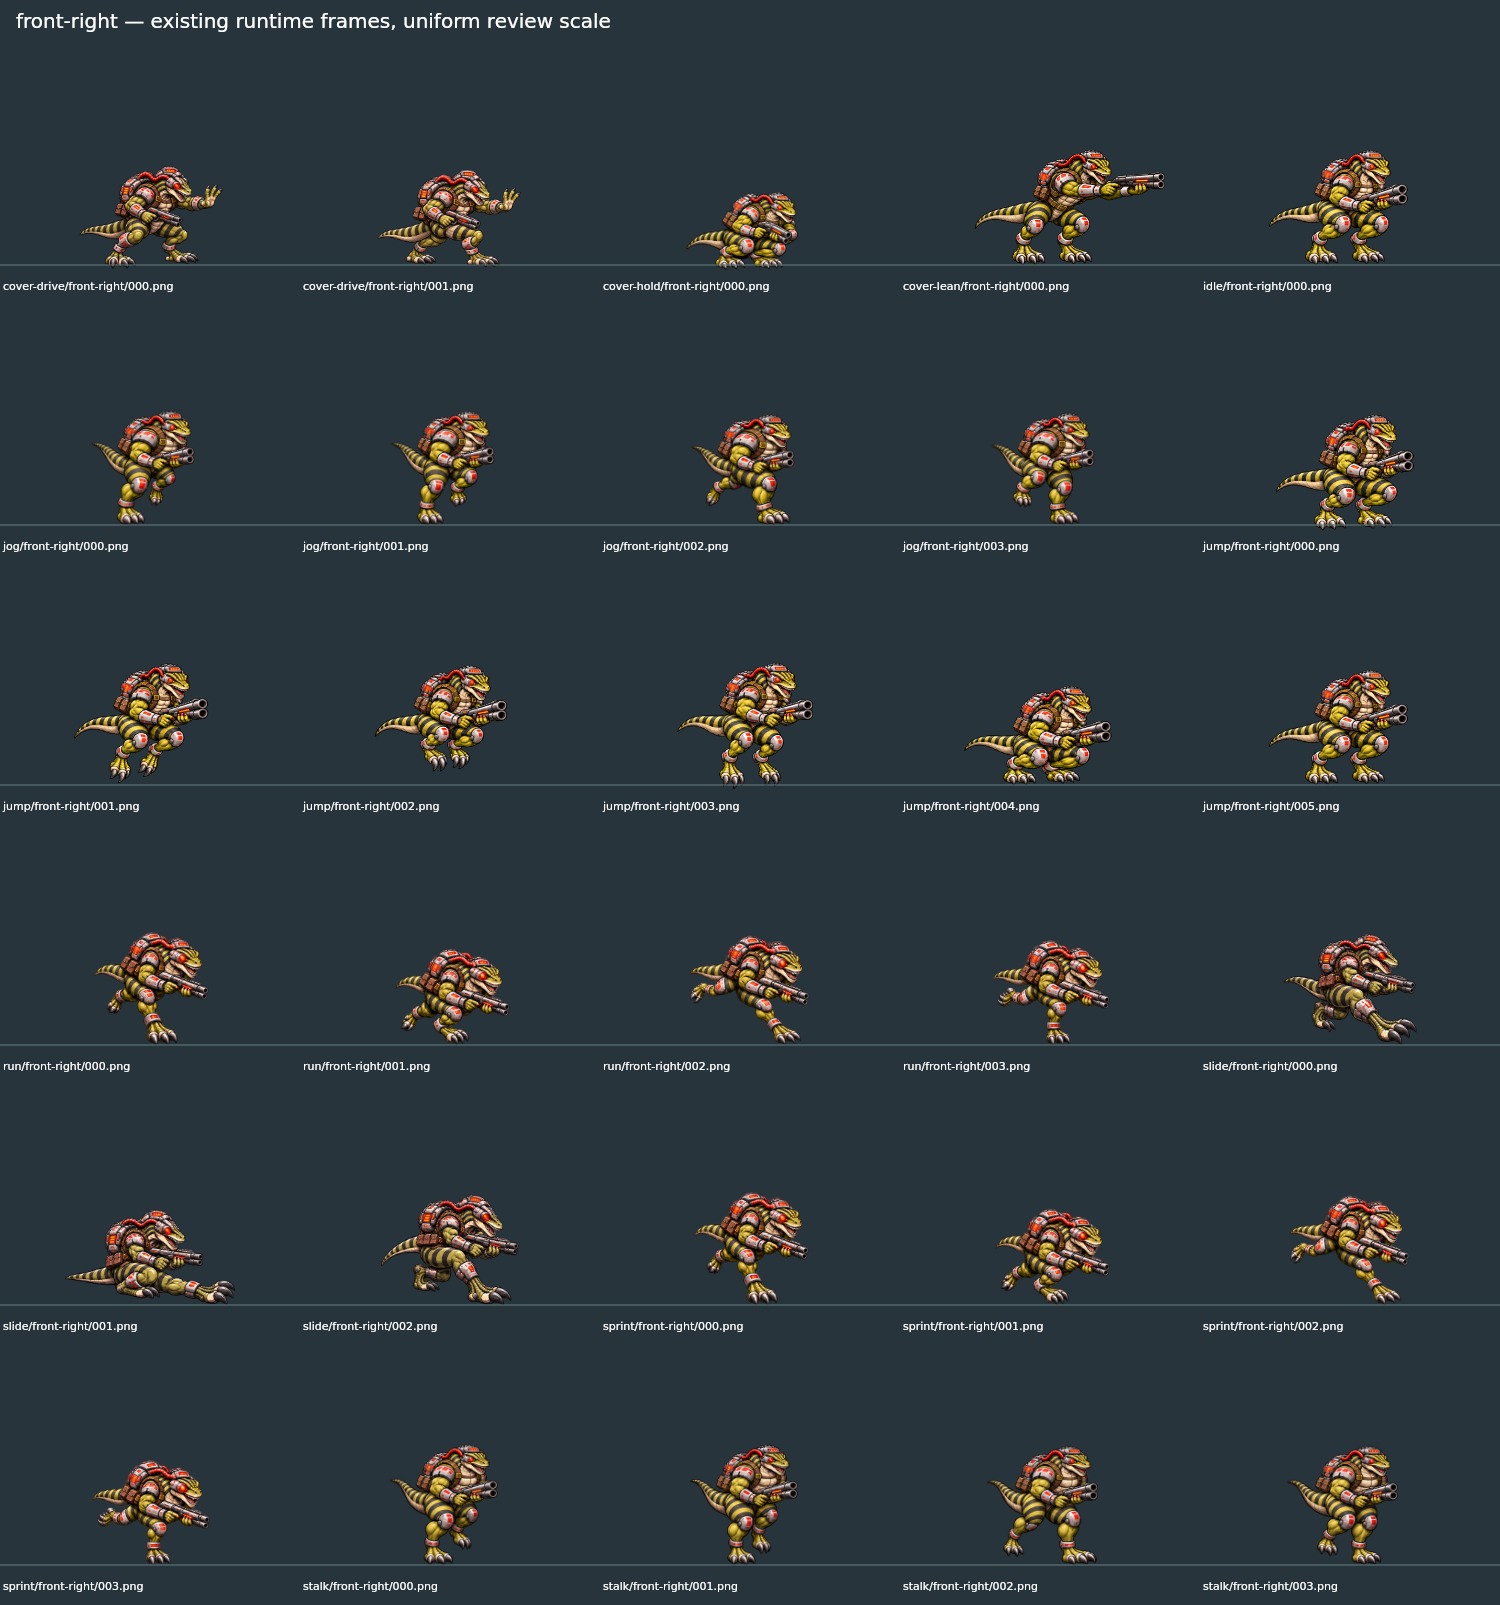 front-right — existing runtime frames, uniform review scale
cover-drive/front-right/000.png
cover-drive/front-right/001.png
cover-hold/front-right/000.png
cover-lean/front-right/000.png
idle/front-right/000.png
jog/front-right/000.png
jog/front-right/001.png
jog/front-right/002.png
jog/front-right/003.png
jump/front-right/000.png
jump/front-right/001.png
jump/front-right/002.png
jump/front-right/003.png
jump/front-right/004.png
jump/front-right/005.png
run/front-right/000.png
run/front-right/001.png
run/front-right/002.png
run/front-right/003.png
slide/front-right/000.png
slide/front-right/001.png
slide/front-right/002.png
sprint/front-right/000.png
sprint/front-right/001.png
sprint/front-right/002.png
sprint/front-right/003.png
stalk/front-right/000.png
stalk/front-right/001.png
stalk/front-right/002.png
stalk/front-right/003.png